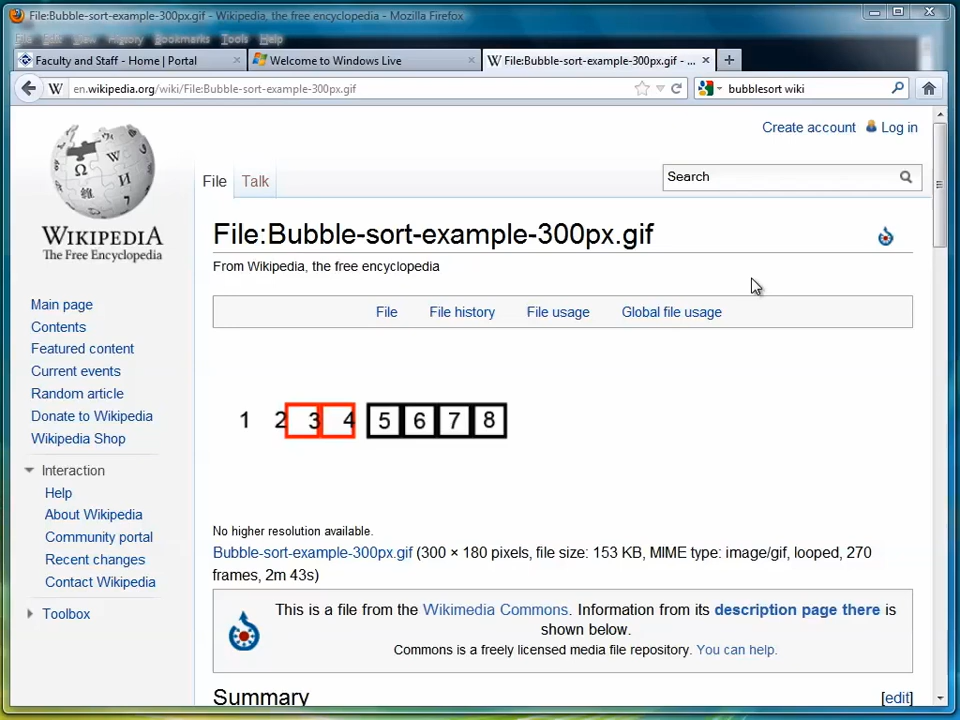 File:Bubble-sort-example-300px.gif - Wikipedia, the free encyclopedia - Mozilla Firefox
File Edit View History Bookmarks Tools Help
Faculty and Staff - Home | Portal
Welcome to Windows Live
W File:Bubble-sort-example-300px.gif - ...
W en.wikipedia.org/wiki/File:Bubble-sort-example-300px.gif
bubblesort wiki
Create account Log in
File Talk
Search
WIKIPEDIA
The Free Encyclopedia
File:Bubble-sort-example-300px.gif
From Wikipedia, the free encyclopedia
File File history File usage Global file usage
Main page
Contents
Featured content
Current events
Random article
Donate to Wikipedia
Wikipedia Shop
Interaction
Help
About Wikipedia
Community portal
Recent changes
Contact Wikipedia
Toolbox
1 2 3 4 5 6 7 8
No higher resolution available.
Bubble-sort-example-300px.gif (300 × 180 pixels, file size: 153 KB, MIME type: image/gif, looped, 270
frames, 2m 43s)
This is a file from the Wikimedia Commons. Information from its description page there is
shown below.
Commons is a freely licensed media file repository. You can help.
Summary
[edit]